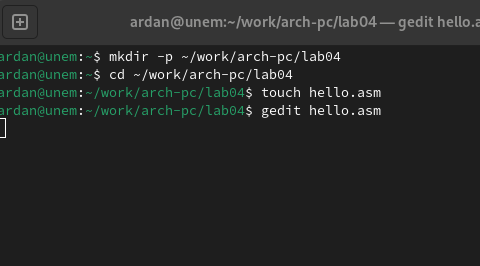 ardan@unem:~/work/arch-pc/lab04 — gedit hello.a
ardan@unem:~$ mkdir -p ~/work/arch-pc/lab04
ardan@unem:~$ cd ~/work/arch-pc/lab04
ardan@unem:~/work/arch-pc/lab04$ touch hello.asm
ardan@unem:~/work/arch-pc/lab04$ gedit hello.asm